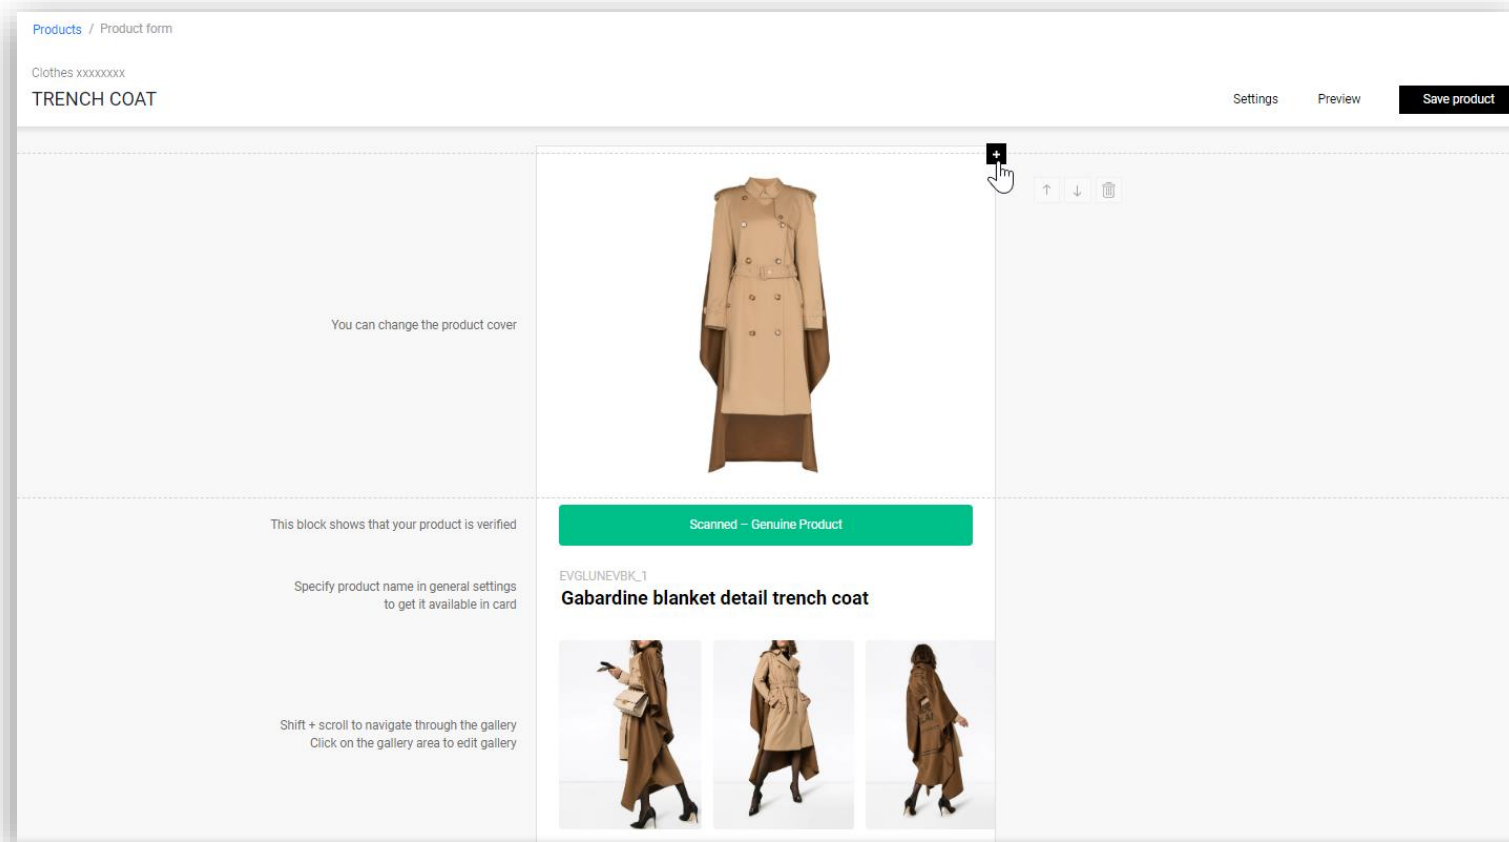 Products / Product form
Clothes xxxxxxxx
TRENCH COAT
Settings Preview Save product
+
You can change the product cover
This block shows that your product is verified
Scanned – Genuine Product
Specify product name in general settings
to get it available in card
EVGLUNEVBK_1
Gabardine blanket detail trench coat
Shift + scroll to navigate through the gallery
Click on the gallery area to edit gallery